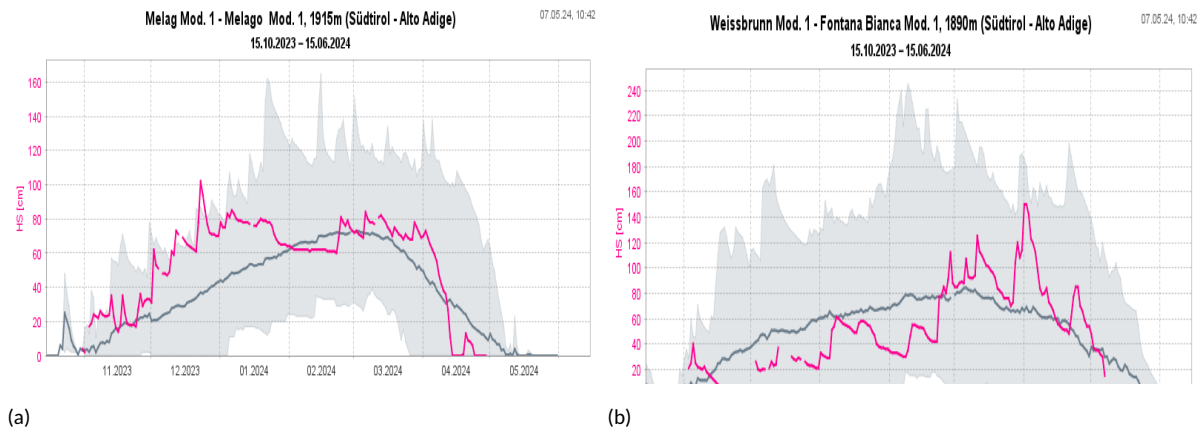 Melag Mod. 1 - Melago Mod. 1, 1915m (Südtirol - Alto Adige)
07.05.24, 10:42
15.10.2023 – 15.06.2024
HS [cm]
160
140
120
100
80
60
40
20
0
11.2023 12.2023 01.2024 02.2024 03.2024 04.2024 05.2024
(a)
Weissbrunn Mod. 1 - Fontana Bianca Mod. 1, 1890m (Südtirol - Alto Adige)
07.05.24, 10:42
15.10.2023 – 15.06.2024
HS [cm]
240
220
200
180
160
140
120
100
80
60
40
20
(b)